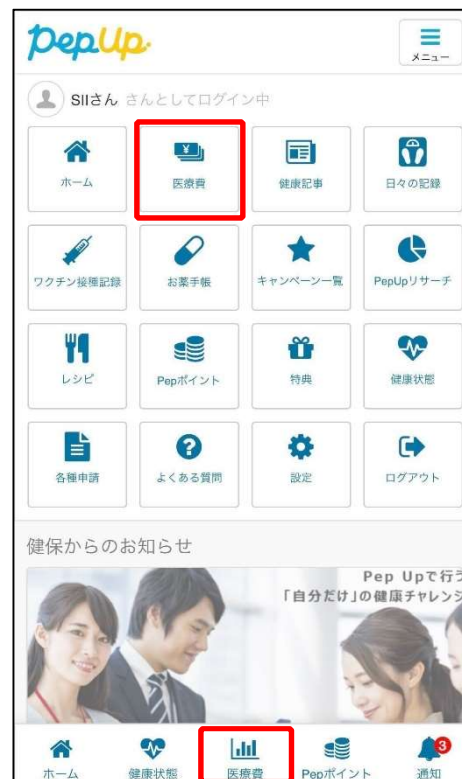 PepUp
メニュー
SIIさん さんとしてログイン中
ホーム 医療費 健康記事 日々の記録
ワクチン接種記録 お薬手帳 キャンペーン一覧 PepUpリサーチ
レシピ Pepポイント 特典 健康状態
各種申請 よくある質問 設定 ログアウト
健保からのお知らせ
Pep Upで行う
「自分だけ」の健康チャレンジ
3
ホーム 健康状態 医療費 Pepポイント 通知